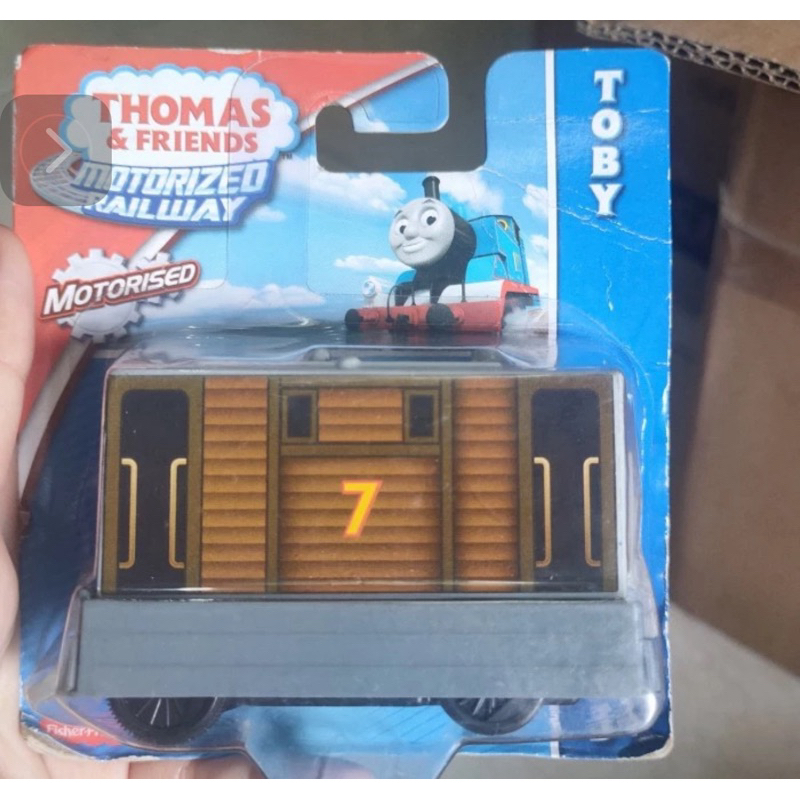 THOMAS
& FRIENDS
MOTORIZED
RAILWAY
MOTORISED
TOBY
7